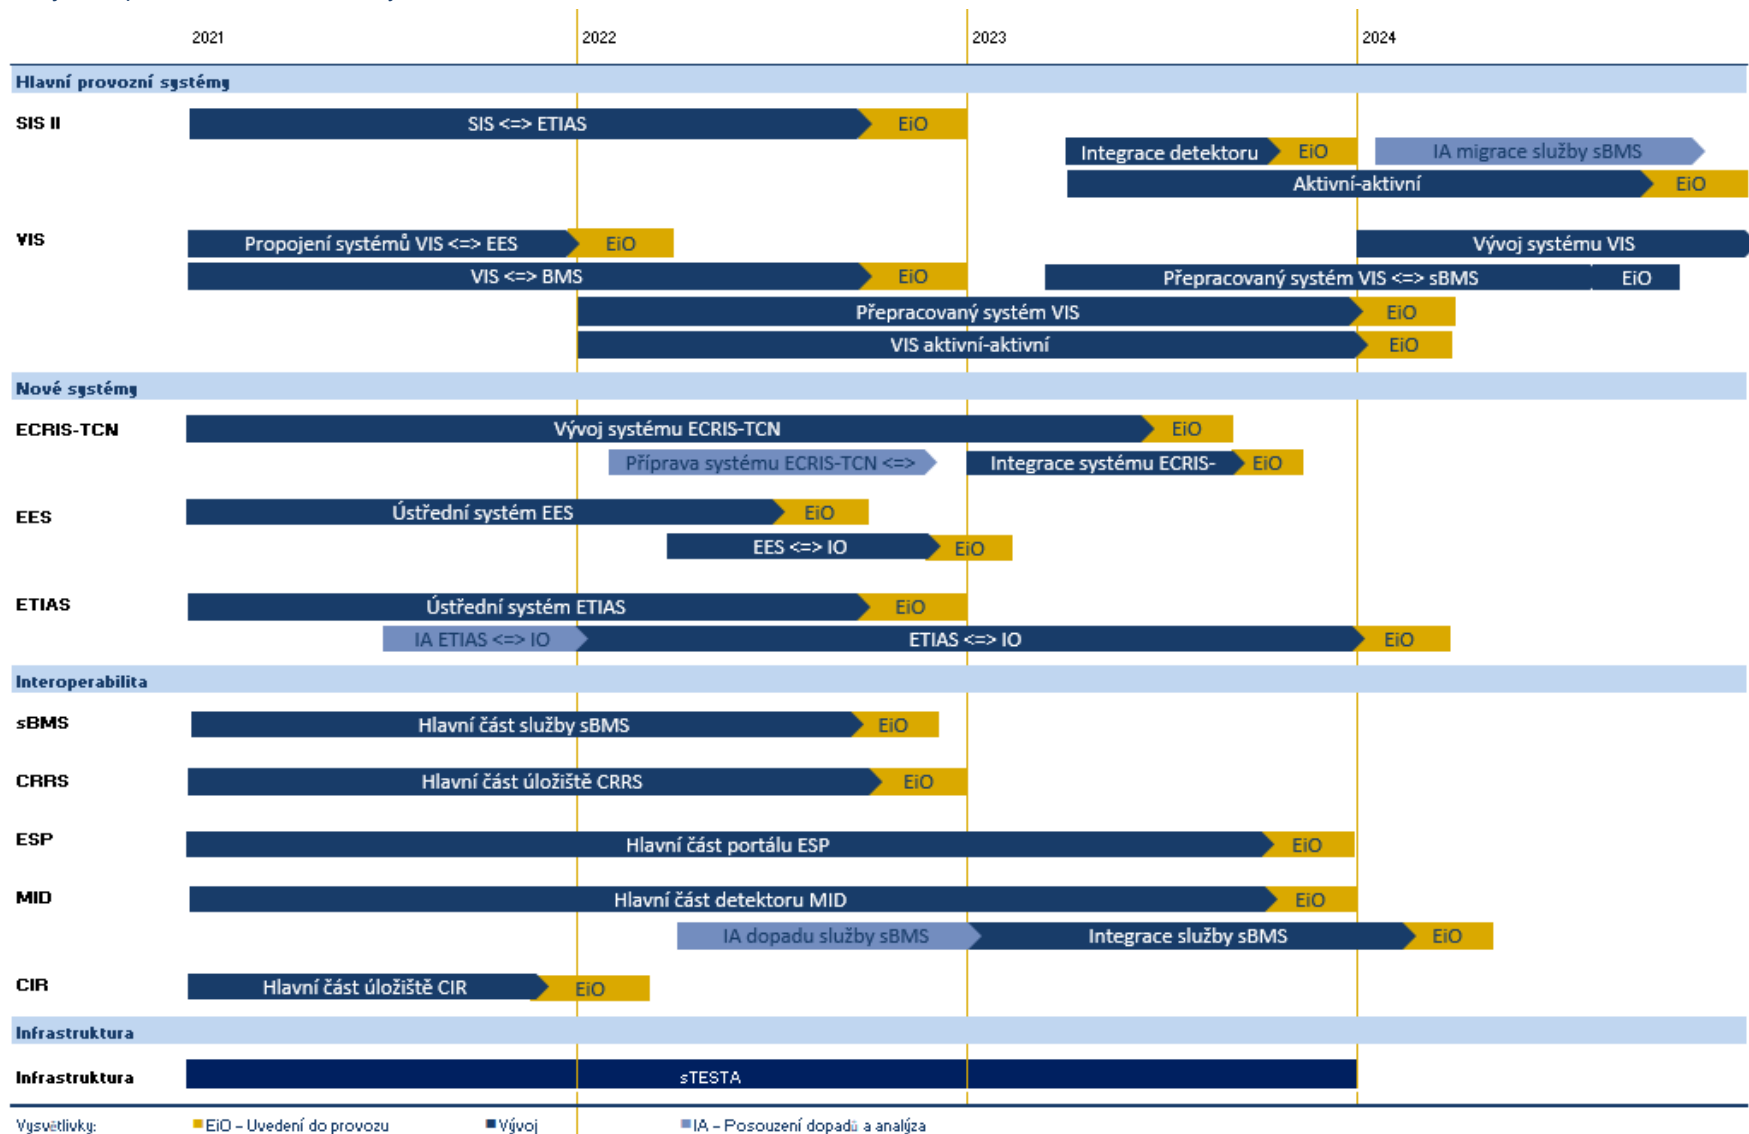 2021 2022 2023 2024
Hlavní provozní systémy
SIS II
SIS <=> ETIAS EiO
Integrace detektoru EiO IA migrace služby sBMS
Aktivní-aktivní EiO
VIS
Propojení systémů VIS <=> EES EiO Vývoj systému VIS
VIS <=> BMS EiO Přepracovaný systém VIS <=> sBMS EiO
Přepracovaný systém VIS EiO
VIS aktivní-aktivní EiO
Nové systémy
ECRIS-TCN
Vývoj systému ECRIS-TCN EiO
Příprava systému ECRIS-TCN <=> Integrace systému ECRIS- EiO
EES
Ústřední systém EES EiO
EES <=> IO EiO
ETIAS
Ústřední systém ETIAS EiO
IA ETIAS <=> IO ETIAS <=> IO EiO
Interoperabilita
sBMS
Hlavní část služby sBMS EiO
CRRS
Hlavní část úložiště CRRS EiO
ESP
Hlavní část portálu ESP EiO
MID
Hlavní část detektoru MID EiO
IA dopadu služby sBMS Integrace služby sBMS EiO
CIR
Hlavní část úložiště CIR EiO
Infrastruktura
Infrastruktura sTESTA
Vysvětlivky: EiO – Uvedení do provozu Vývoj IA – Posouzení dopadů a analýza